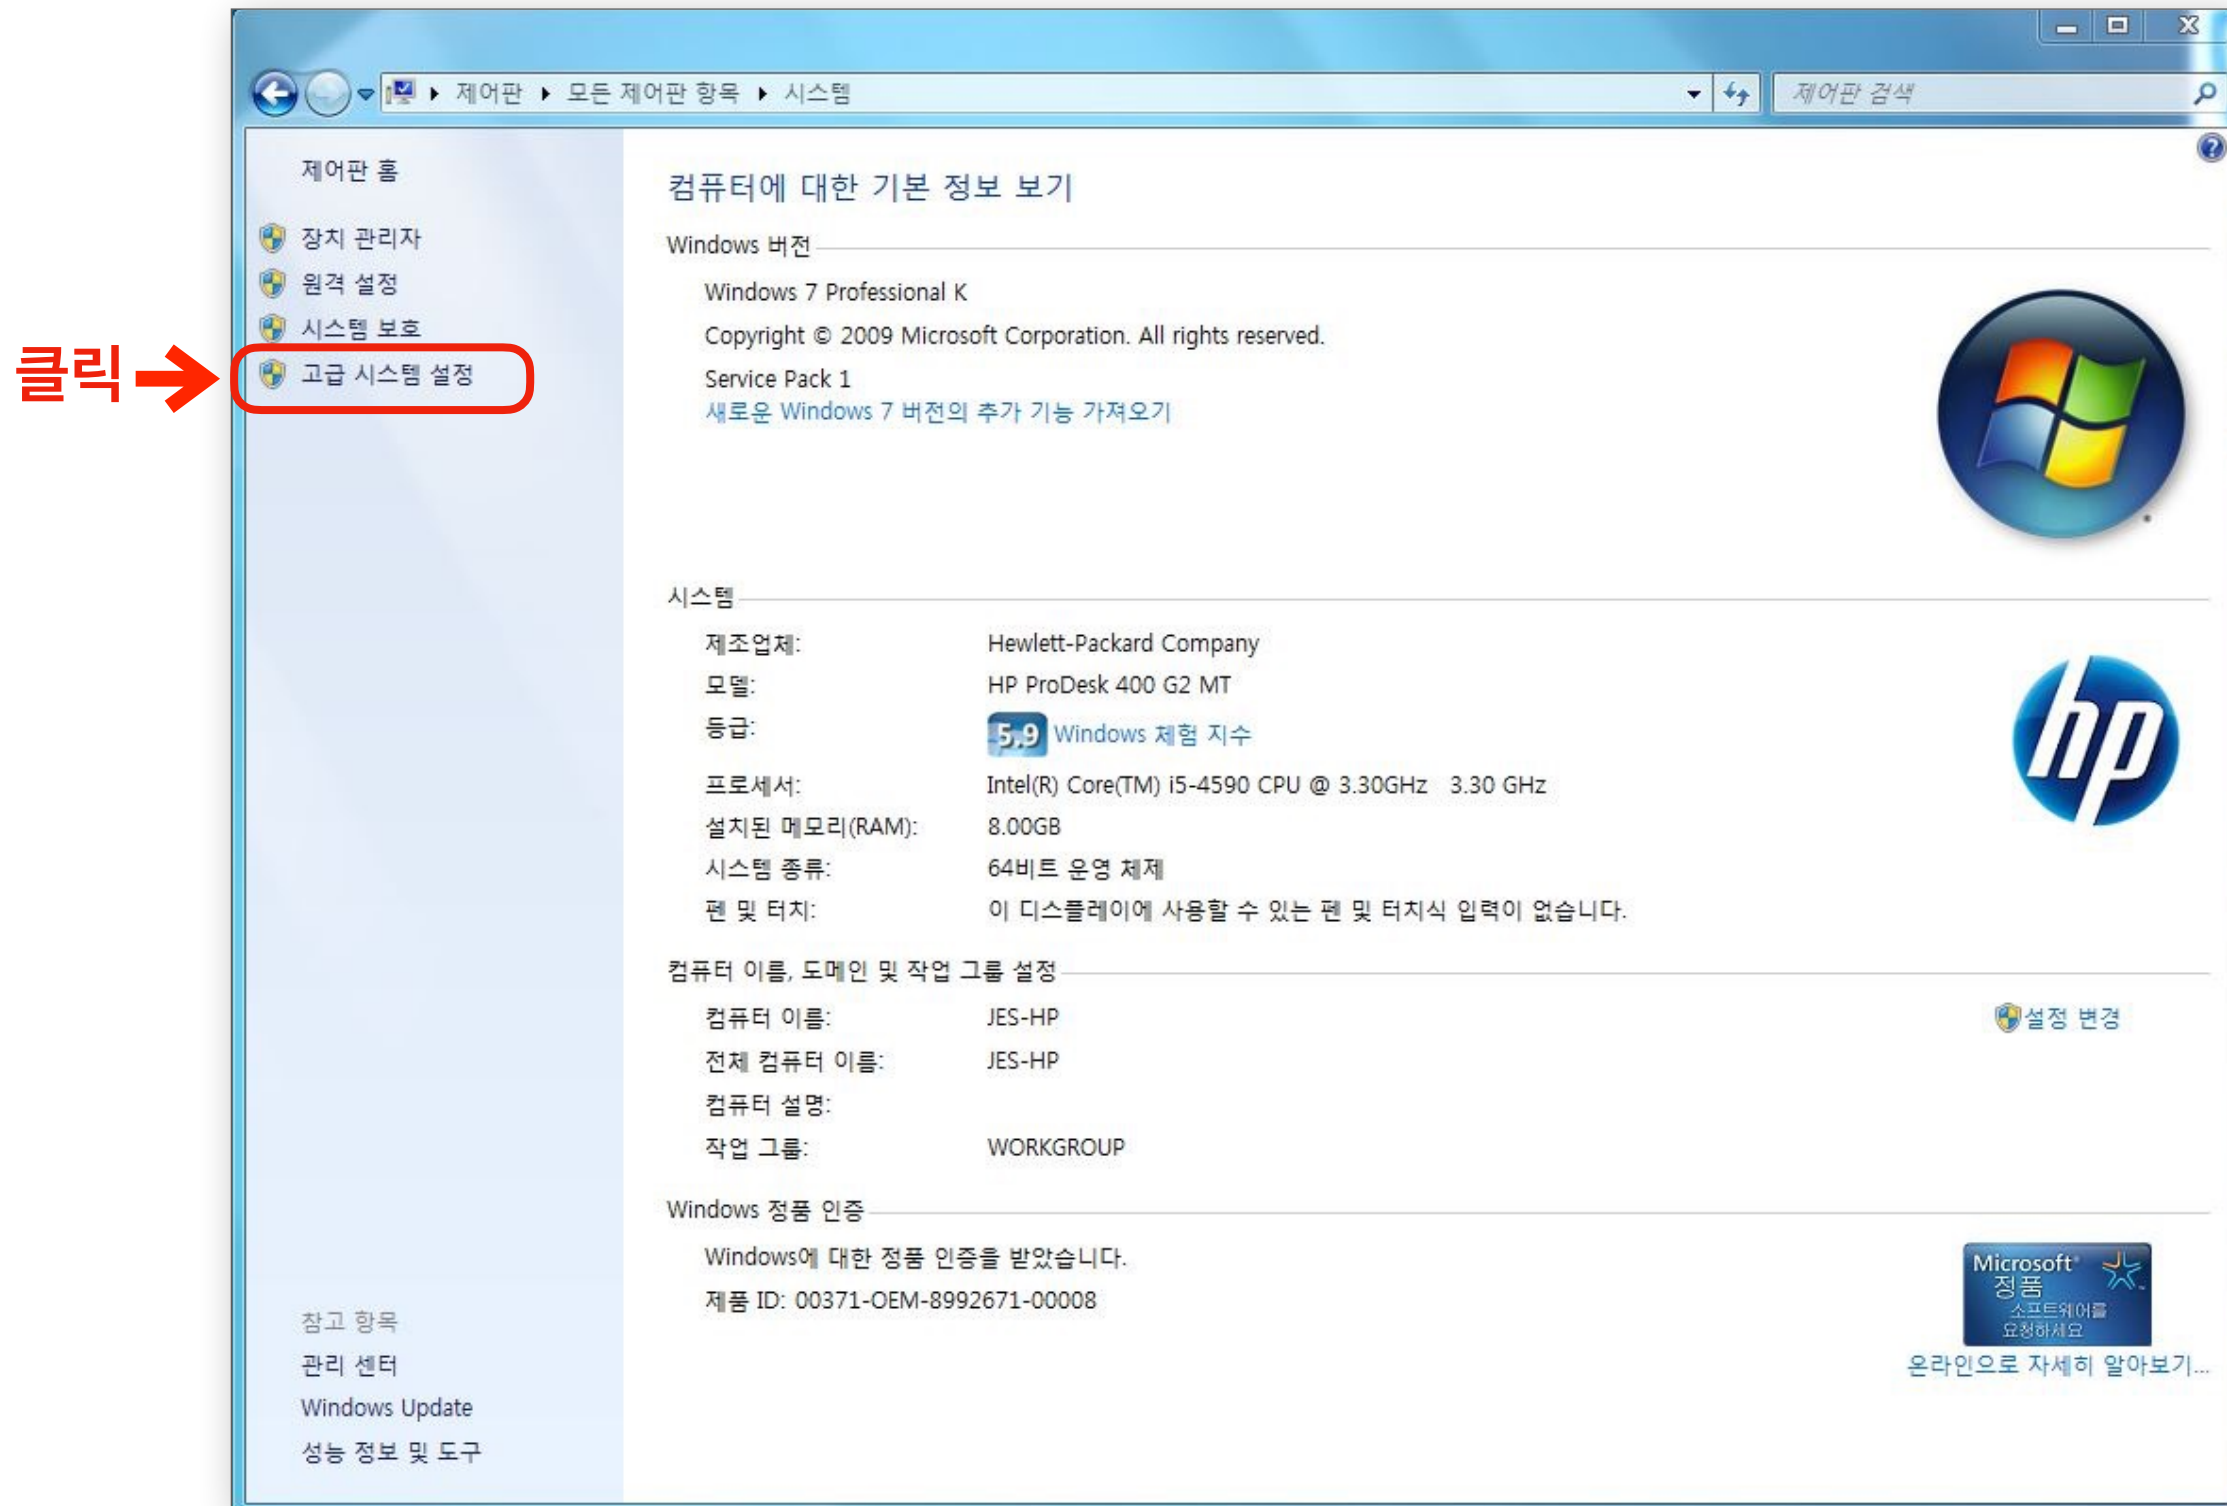 제어판 ▶ 모든 제어판 항목 ▶ 시스템
제어판 검색
제어판 홈
장치 관리자
원격 설정
시스템 보호
클릭
고급 시스템 설정
컴퓨터에 대한 기본 정보 보기
Windows 버전
Windows 7 Professional K
Copyright © 2009 Microsoft Corporation. All rights reserved.
Service Pack 1
새로운 Windows 7 버전의 추가 기능 가져오기
시스템
제조업체: Hewlett-Packard Company
모델: HP ProDesk 400 G2 MT
등급: 5.9 Windows 체험 지수
프로세서: Intel(R) Core(TM) i5-4590 CPU @ 3.30GHz 3.30 GHz
설치된 메모리(RAM): 8.00GB
시스템 종류: 64비트 운영 체제
펜 및 터치: 이 디스플레이에 사용할 수 있는 펜 및 터치식 입력이 없습니다.
hp
컴퓨터 이름, 도메인 및 작업 그룹 설정
컴퓨터 이름: JES-HP
설정 변경
전체 컴퓨터 이름: JES-HP
컴퓨터 설명:
작업 그룹: WORKGROUP
Windows 정품 인증
Windows에 대한 정품 인증을 받았습니다.
제품 ID: 00371-OEM-8992671-00008
Microsoft
정품
소프트웨어를
요청하세요
온라인으로 자세히 알아보기...
참고 항목
관리 센터
Windows Update
성능 정보 및 도구